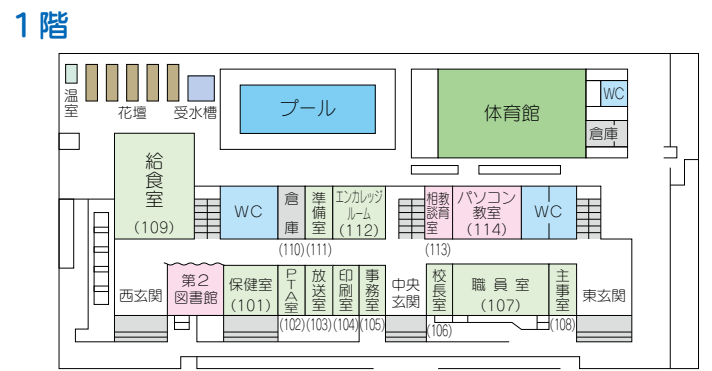 1階
温室
花壇
受水槽
プール
体育館
WC
倉庫
給食室
(109)
WC
倉庫
(110)
準備室
(111)
エンカレッジ
ルーム
(112)
教育
相談室
(113)
パソコン
教室
(114)
WC
西玄関
第2
図書館
保健室
(101)
PTA室
(102)
放送室
(103)
印刷室
(104)
事務室
(105)
中央
玄関
校長室
(106)
職員室
(107)
主事室
(108)
東玄関